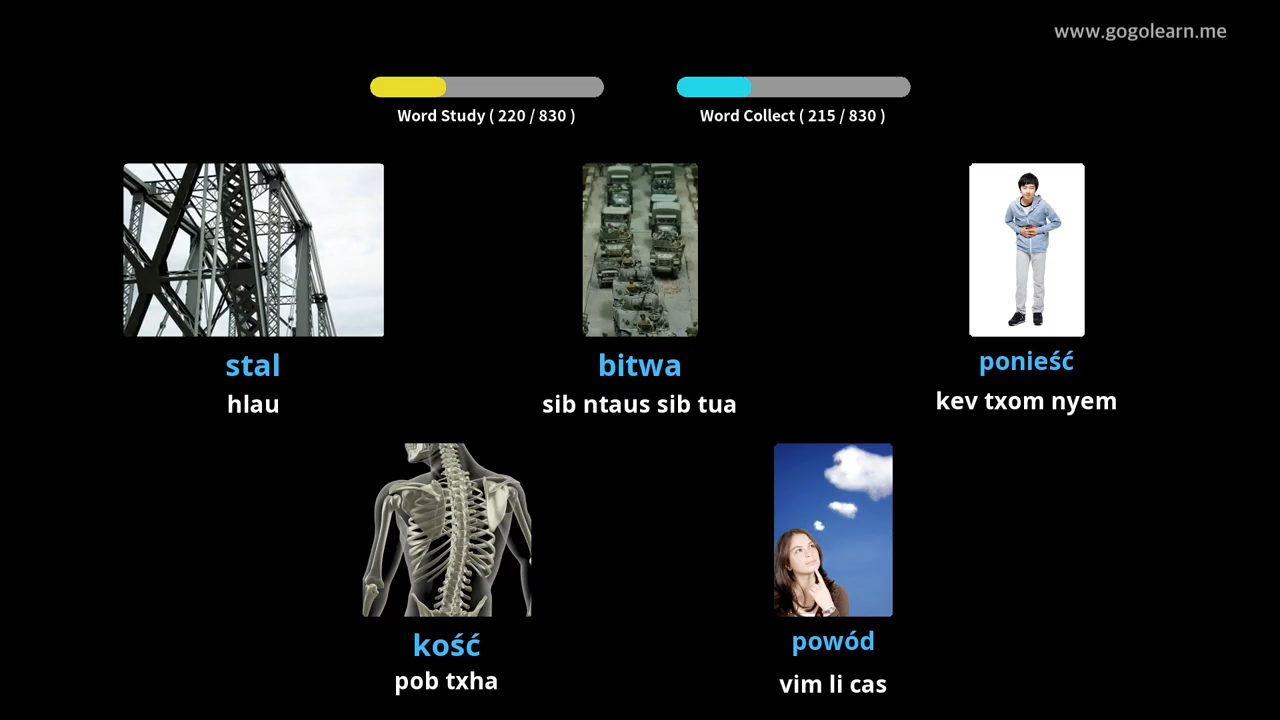 www.gogolearn.me
Word Study ( 220 / 830 )
Word Collect ( 215 / 830 )
stal
hlau
bitwa
sib ntaus sib tua
ponieść
kev txom nyem
kość
pob txha
powód
vim li cas